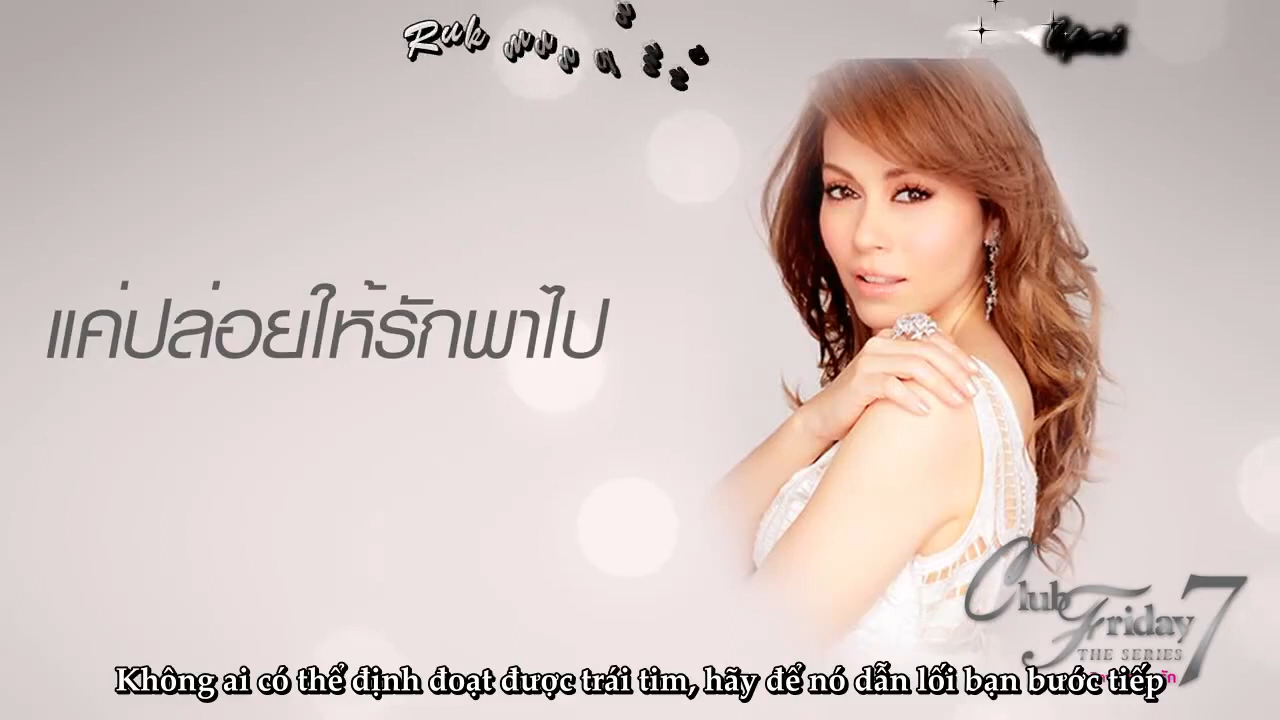 Ruk
แค่ปล่อยให้รักพาไป
Club
Friday 7
THE SERIES
Không ai có thể định đoạt được trái tim, hãy để nó dẫn lối bạn bước tiếp